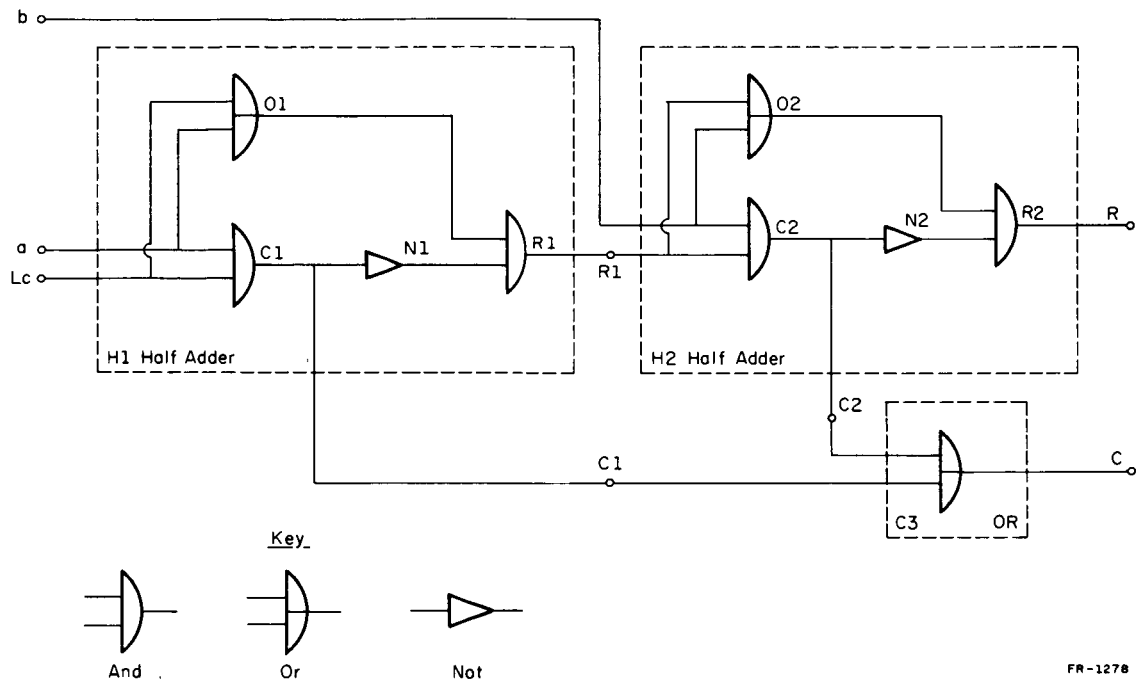 b
O1
O2
a
Lc
C1
N1
R1
R1
C2
N2
R2
R
H1 Half Adder
H2 Half Adder
C2
C1
C
C3
OR
Key
And
Or
Not
FR-1278